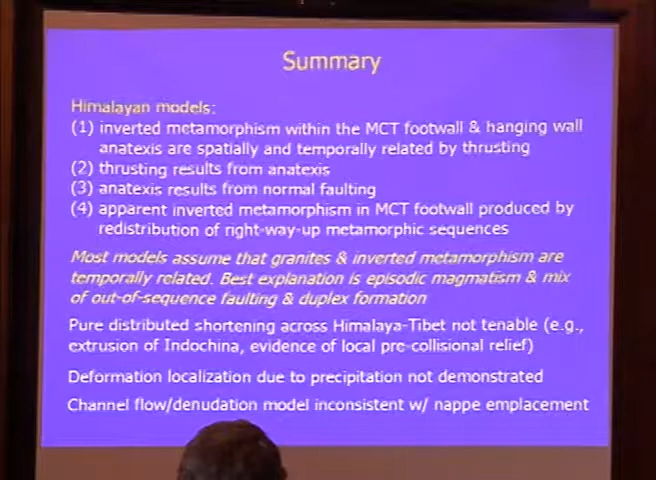 Summary
Himalayan models:
(1) inverted metamorphism within the MCT footwall & hanging wall
anatexis are spatially and temporally related by thrusting
(2) thrusting results from anatexis
(3) anatexis results from normal faulting
(4) apparent inverted metamorphism in MCT footwall produced by
redistribution of right-way-up metamorphic sequences
Most models assume that granites & inverted metamorphism are
temporally related. Best explanation is episodic magmatism & mix
of out-of-sequence faulting & duplex formation
Pure distributed shortening across Himalaya-Tibet not tenable (e.g.,
extrusion of Indochina, evidence of local pre-collisional relief)
Deformation localization due to precipitation not demonstrated
Channel flow/denudation model inconsistent w/ nappe emplacement